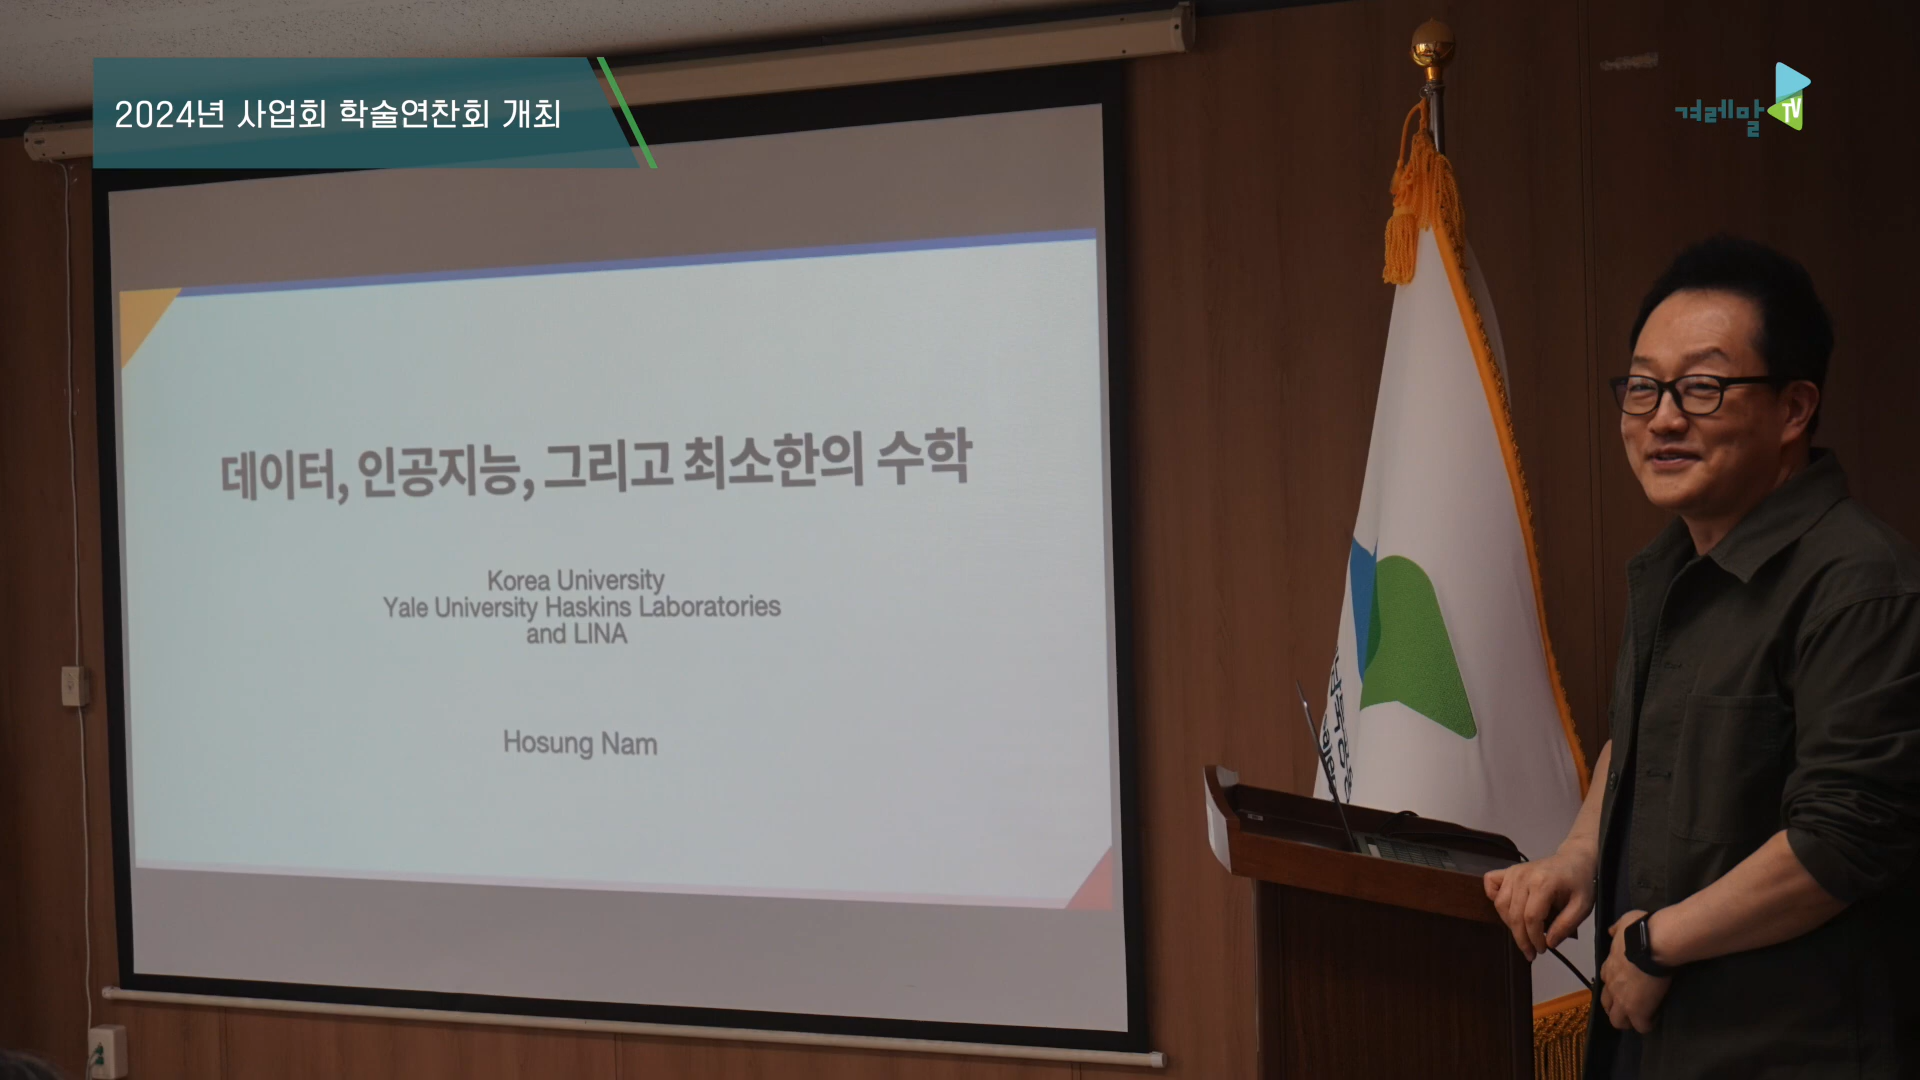 2024년 사업회 학술연찬회 개최
겨레말 TV
데이터, 인공지능, 그리고 최소한의 수학
Korea University
Yale University Haskins Laboratories
and LINA
Hosung Nam